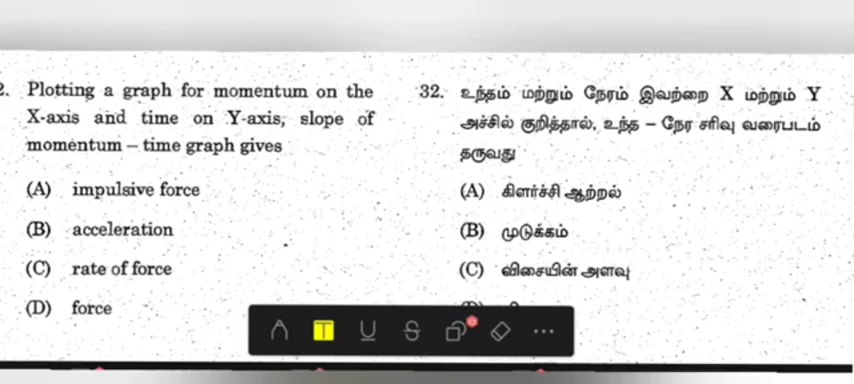 2. Plotting a graph for momentum on the
X-axis and time on Y-axis, slope of
momentum – time graph gives
(A) impulsive force
(B) acceleration
(C) rate of force
(D) force
32. உந்தம் மற்றும் நேரம் இவற்றை X மற்றும் Y
அச்சில் குறித்தால், உந்த – நேர சரிவு வரைபடம்
தருவது
(A) கிளர்ச்சி ஆற்றல்
(B) முடுக்கம்
(C) விசையின் அளவு